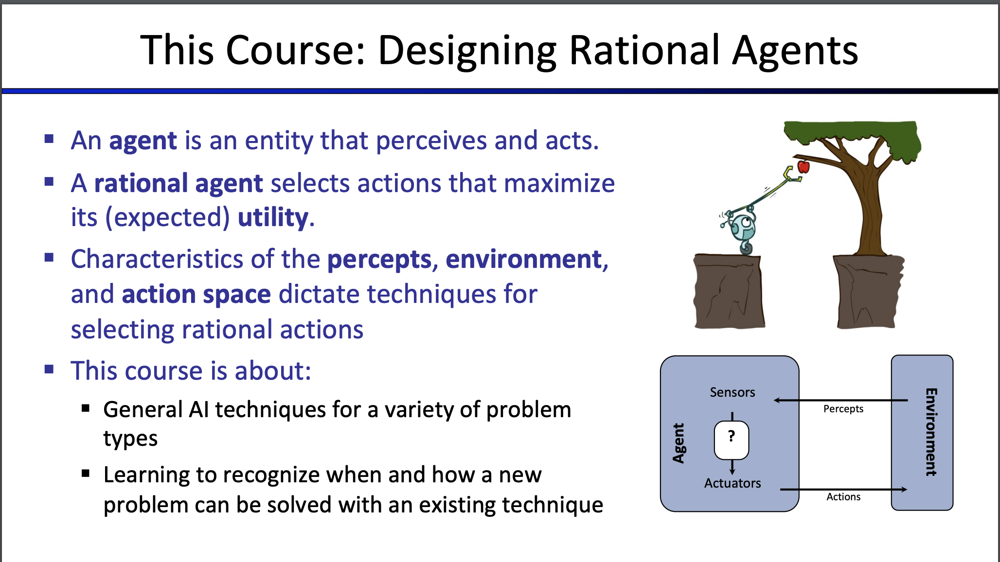 This Course: Designing Rational Agents
▪ An agent is an entity that perceives and acts.
▪ A rational agent selects actions that maximize
its (expected) utility.
▪ Characteristics of the percepts, environment,
and action space dictate techniques for
selecting rational actions
▪ This course is about:
▪ General AI techniques for a variety of problem
types
▪ Learning to recognize when and how a new
problem can be solved with an existing technique
Agent
Sensors
?
Actuators
Percepts
Actions
Environment